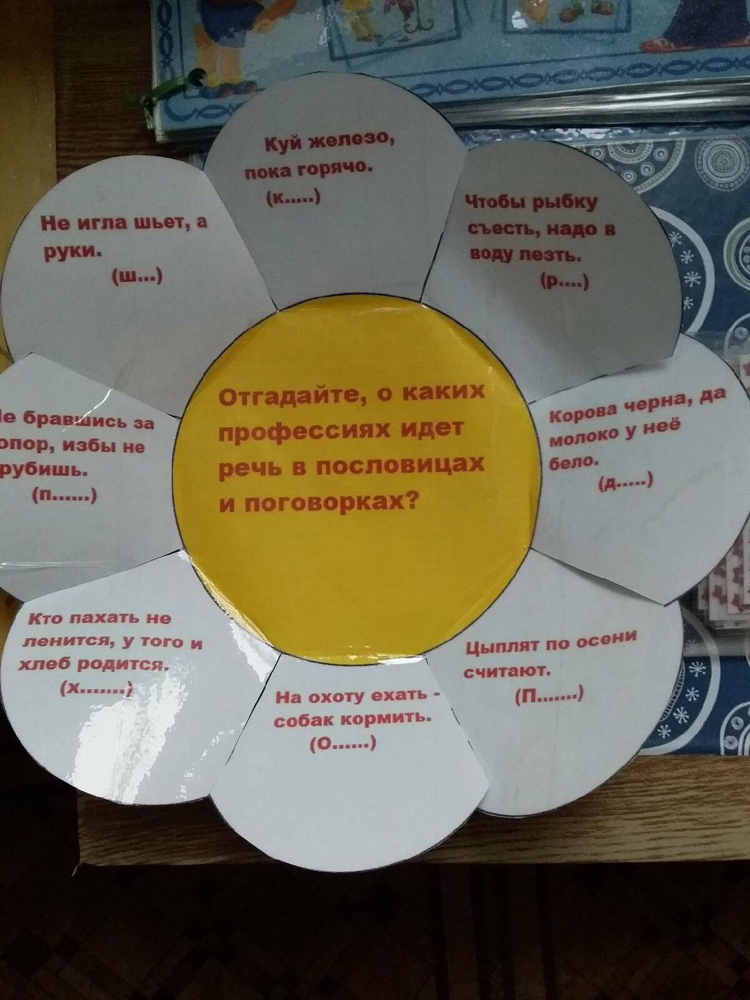 Куй железо,
пока горячо.
(к.....)
Чтобы рыбку
съесть, надо в
воду лезть.
(р....)
Не игла шьет, а
руки.
(ш...)
Отгадайте, о каких
профессиях идет
речь в пословицах
и поговорках?
Корова черна, да
молоко у неё
бело.
(д.....)
бравшись за
избы не
рубишь.
(п......)
Кто пахать не
ленится, у того и
хлеб родится.
(х.......)
На охоту ехать -
собак кормить.
(О......)
Цыплят по осени
считают.
(П.......)